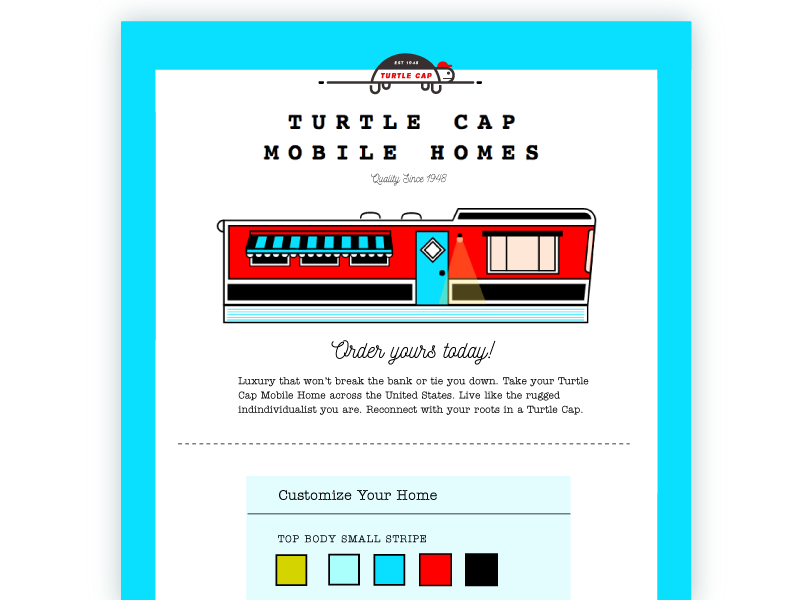 EST 1948
TURTLE CAP
TURTLE CAP
MOBILE HOMES
Quality Since 1948
Order yours today!
Luxury that won't break the bank or tie you down. Take your Turtle
Cap Mobile Home across the United States. Live like the rugged
indindividualist you are. Reconnect with your roots in a Turtle Cap.
Customize Your Home
TOP BODY SMALL STRIPE